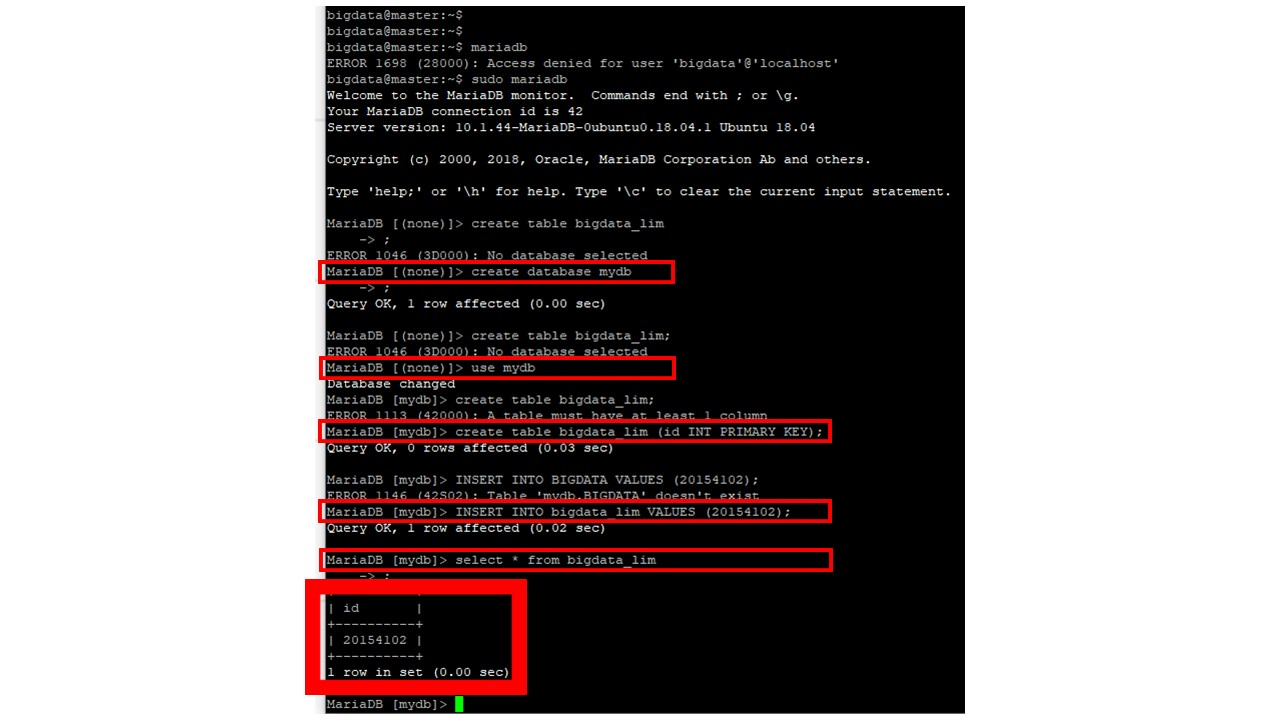 bigdata@master:~$
bigdata@master:~$
bigdata@master:~$ mariadb
ERROR 1698 (28000): Access denied for user 'bigdata'@'localhost'
bigdata@master:~$ sudo mariadb
Welcome to the MariaDB monitor.  Commands end with ; or \g.
Your MariaDB connection id is 42
Server version: 10.1.44-MariaDB-0ubuntu0.18.04.1 Ubuntu 18.04
Copyright (c) 2000, 2018, Oracle, MariaDB Corporation Ab and others.
Type 'help;' or '\h' for help. Type '\c' to clear the current input statement.
MariaDB [(none)]> create table bigdata_lim
    -> ;
ERROR 1046 (3D000): No database selected
MariaDB [(none)]> create database mydb
    -> ;
Query OK, 1 row affected (0.00 sec)
MariaDB [(none)]> create table bigdata_lim;
ERROR 1046 (3D000): No database selected
MariaDB [(none)]> use mydb
Database changed
MariaDB [mydb]> create table bigdata_lim;
ERROR 1113 (42000): A table must have at least 1 column
MariaDB [mydb]> create table bigdata_lim (id INT PRIMARY KEY);
Query OK, 0 rows affected (0.03 sec)
MariaDB [mydb]> INSERT INTO BIGDATA VALUES (20154102);
ERROR 1146 (42S02): Table 'mydb.BIGDATA' doesn't exist
MariaDB [mydb]> INSERT INTO bigdata_lim VALUES (20154102);
Query OK, 1 row affected (0.02 sec)
MariaDB [mydb]> select * from bigdata_lim
    -> ;
| id       |
+----------+
| 20154102 |
+----------+
1 row in set (0.00 sec)
MariaDB [mydb]>